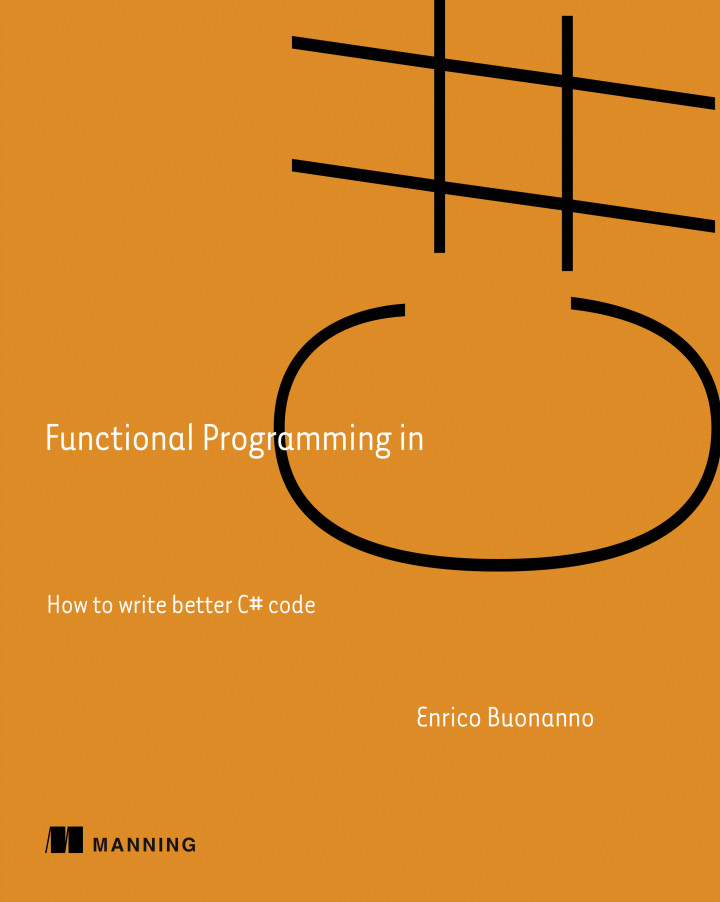 Functional Programming in
How to write better C# code
Enrico Buonanno
MANNING